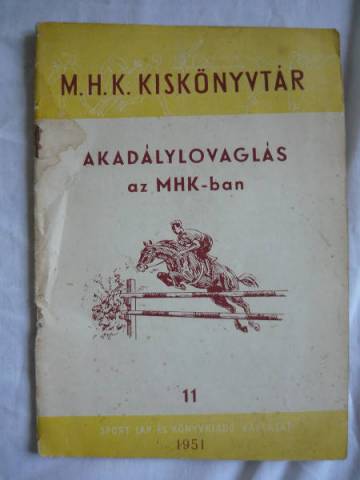 M.H.K. KISKÖNYVTÁR
AKADÁLYLOVAGLÁS
az MHK-ban
11
SPORT LAP ÉS KÖNYVKIADÓ VÁLLALAT
1951